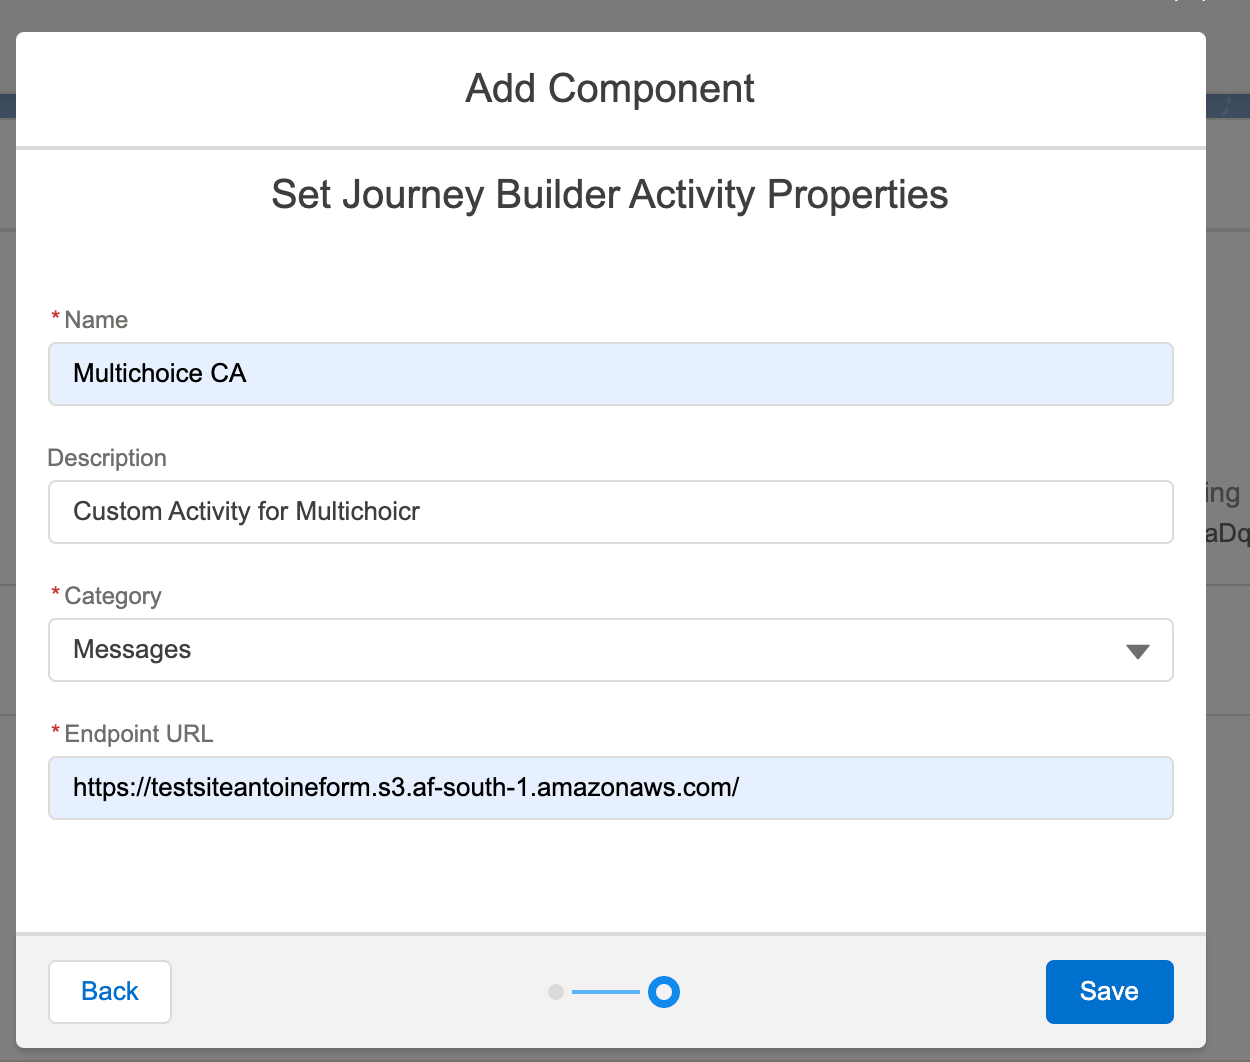 Add Component
Set Journey Builder Activity Properties
* Name
Multichoice CA
Description
Custom Activity for Multichoicr
ing
aDq
* Category
Messages
* Endpoint URL
https://testsiteantoineform.s3.af-south-1.amazonaws.com/
Back
Save